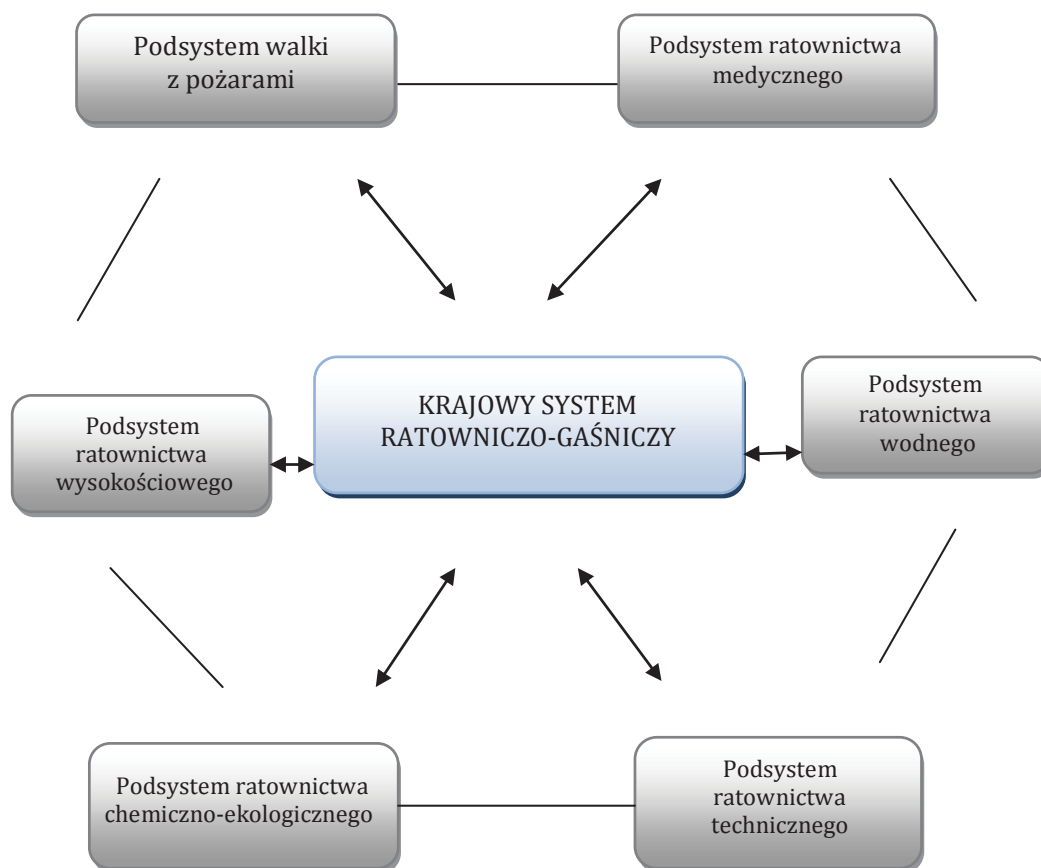 Podsystem walki
z pożarami
Podsystem ratownictwa
medycznego
KRAJOWY SYSTEM
RATOWNICZO-GAŚNICZY
Podsystem
ratownictwa
wodnego
Podsystem
ratownictwa
wysokościowego
Podsystem ratownictwa
chemiczno-ekologicznego
Podsystem
ratownictwa
technicznego